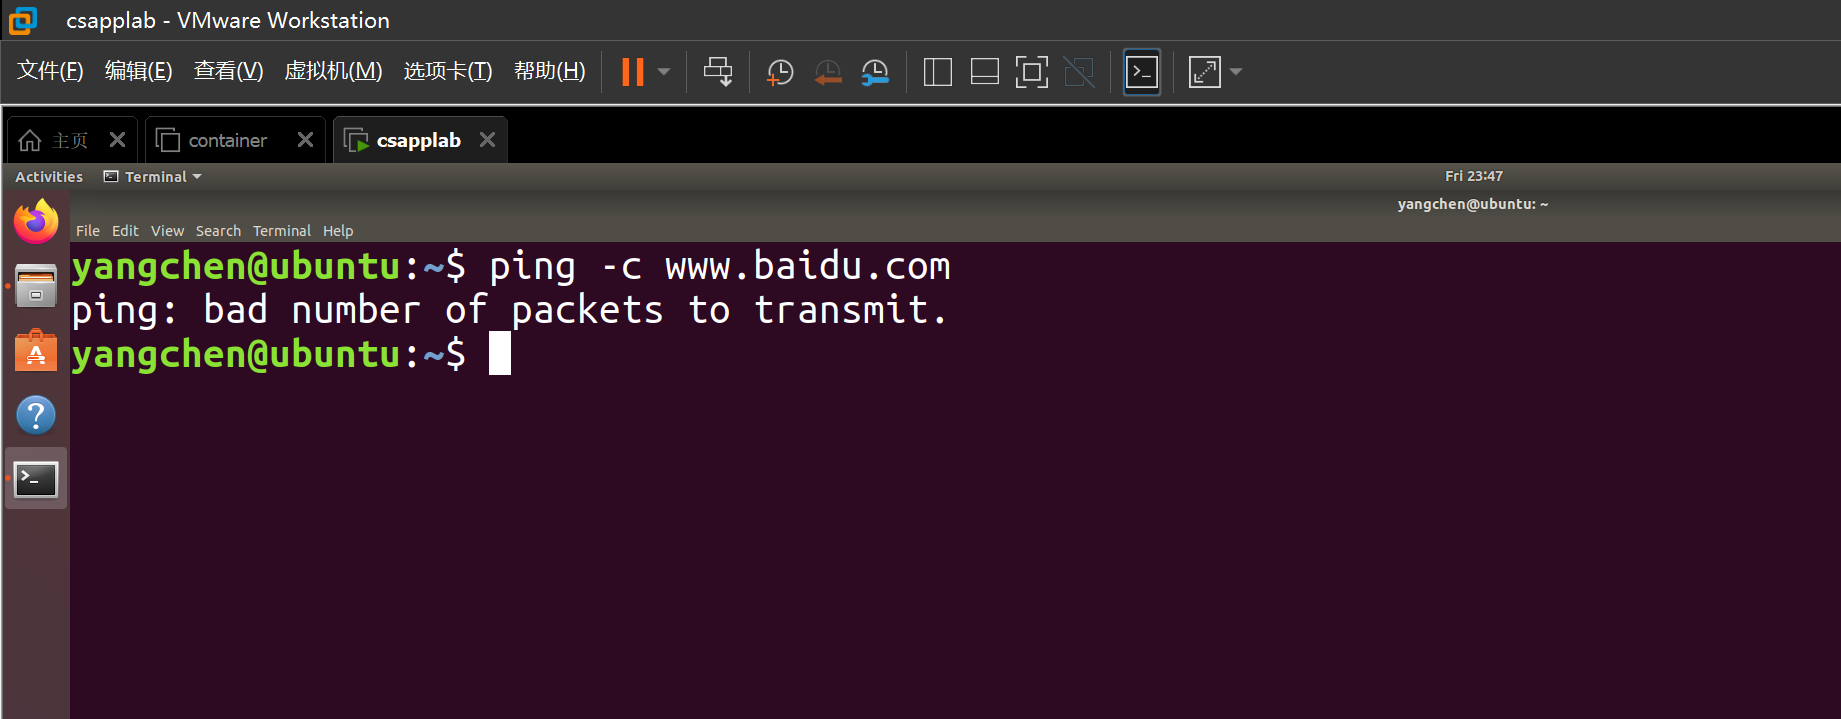 csapplab - VMware Workstation
文件(F) 编辑(E) 查看(V) 虚拟机(M) 选项卡(T) 帮助(H)
主页 container csapplab
Activities Terminal Fri 23:47
yangchen@ubuntu: ~
File Edit View Search Terminal Help
yangchen@ubuntu:~$ ping -c www.baidu.com
ping: bad number of packets to transmit.
yangchen@ubuntu:~$